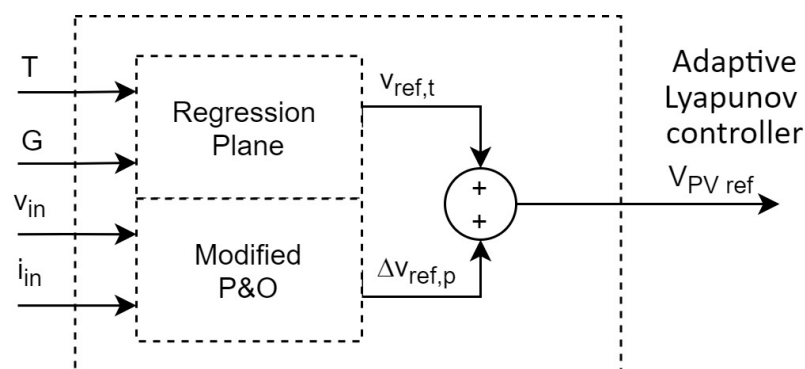 T
G
v_in
i_in
Regression
Plane
Modified
P&O
v_ref,t
Δv_ref,p
+
+
Adaptive
Lyapunov
controller
V_PV ref